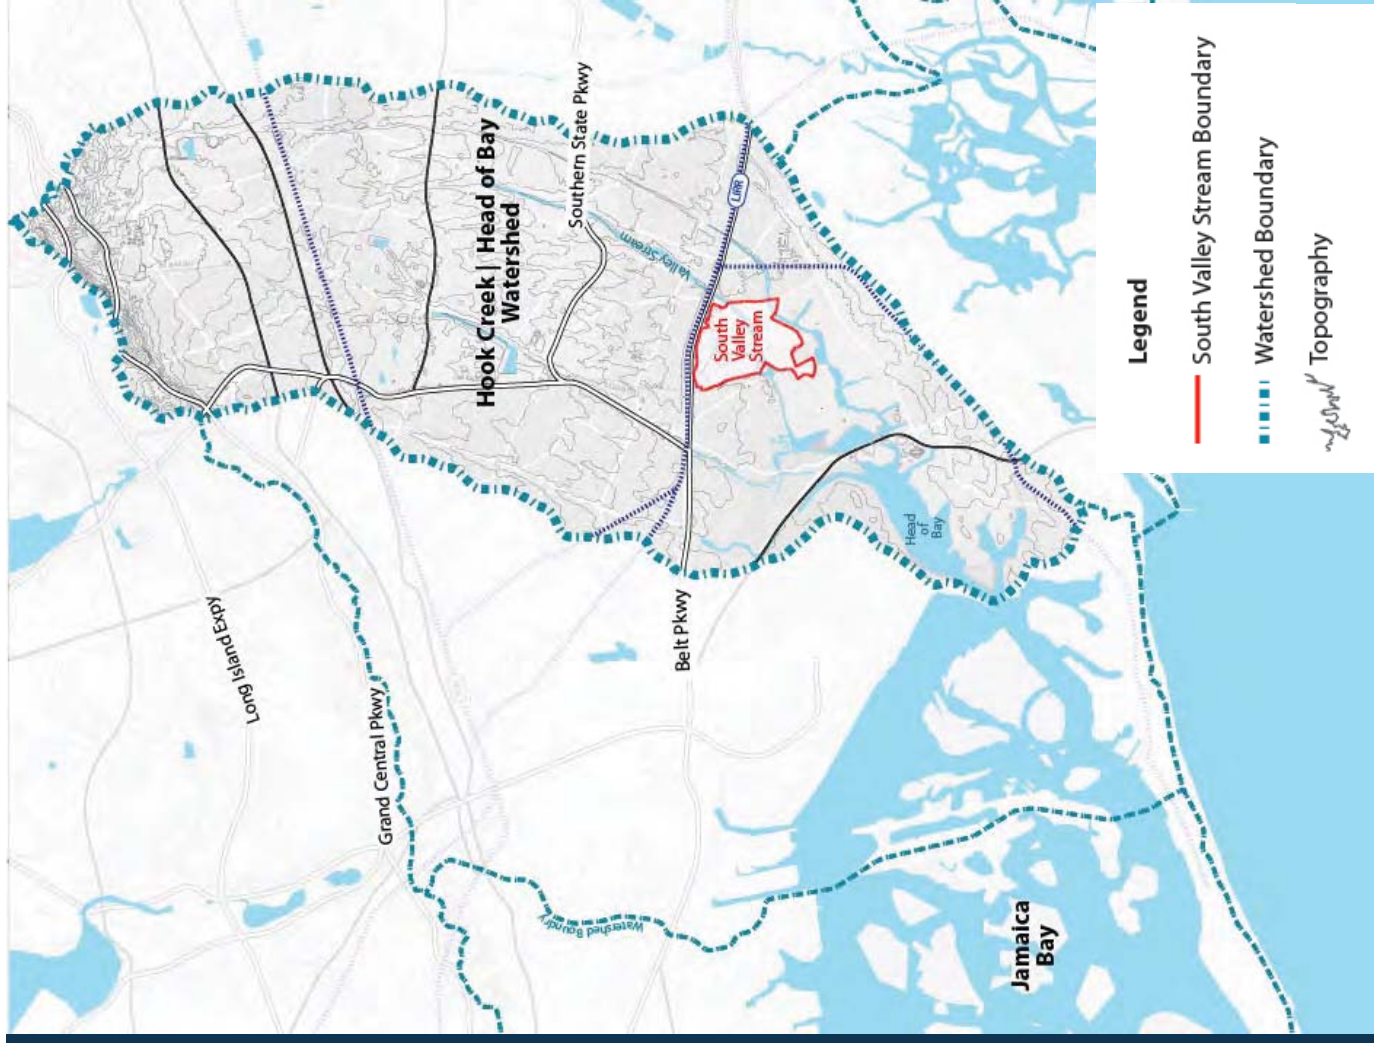 Long Island Expy
Grand Central Pkwy
Southern State Pkwy
Hook Creek | Head of Bay
Watershed
Valley Stream
LIRR
South
Valley
Stream
Belt Pkwy
Head
of
Bay
Watershed Boundry
Jamaica
Bay
Legend
South Valley Stream Boundary
Watershed Boundary
Topography